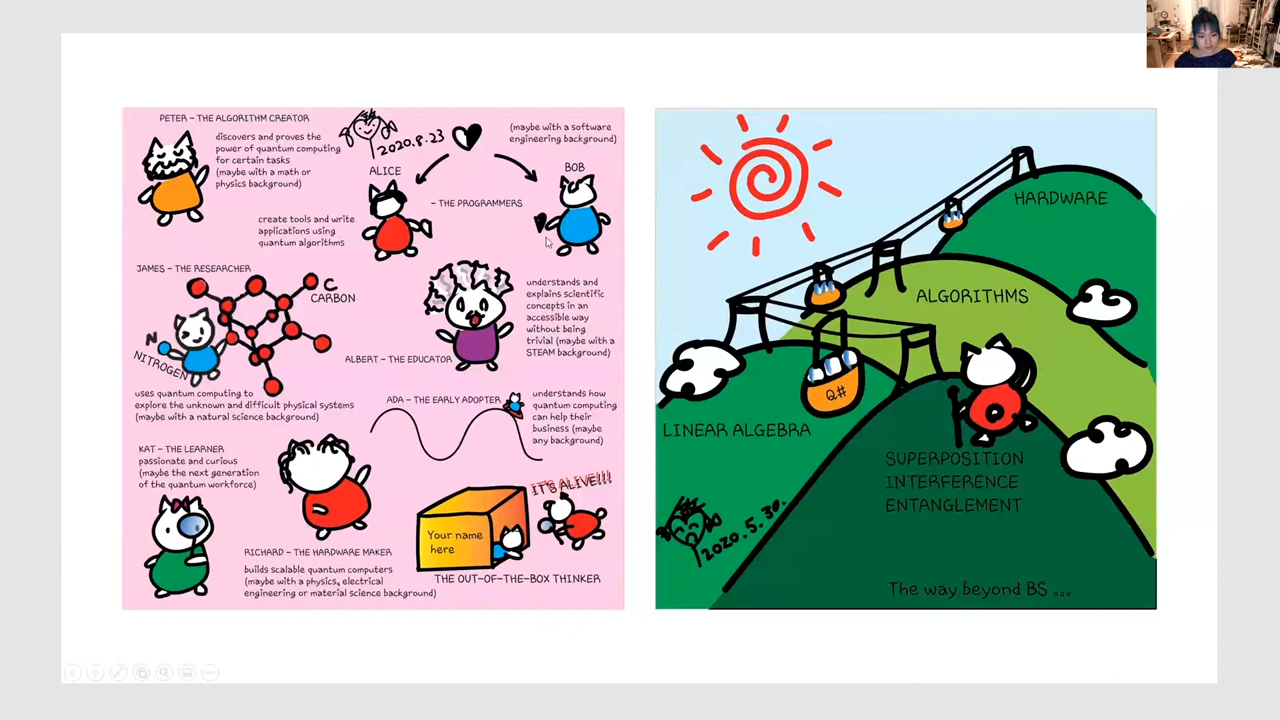 PETER – THE ALGORITHM CREATOR
discovers and proves the
power of quantum computing
for certain tasks
(maybe with a math or
physics background)
2020.8.23
(maybe with a software
engineering background)
ALICE
BOB
– THE PROGRAMMERS
create tools and write
applications using
quantum algorithms
JAMES – THE RESEARCHER
C
CARBON
N
NITROGEN
uses quantum computing to
explore the unknown and difficult physical systems
(maybe with a natural science background)
understands and
explains scientific
concepts in an
accessible way
without being
trivial (maybe with a
STEAM background)
ALBERT – THE EDUCATOR
ADA – THE EARLY ADOPTER
understands how
quantum computing
can help their
business (maybe
any background)
KAT – THE LEARNER
passionate and curious
(maybe the next generation
of the quantum workforce)
RICHARD – THE HARDWARE MAKER
builds scalable quantum computers
(maybe with a physics, electrical
engineering or material science background)
IT'S ALIVE!!!
Your name
here
THE OUT-OF-THE-BOX THINKER
HARDWARE
ALGORITHMS
Q#
LINEAR ALGEBRA
SUPERPOSITION
INTERFERENCE
ENTANGLEMENT
2020.5.30.
The way beyond BS ...